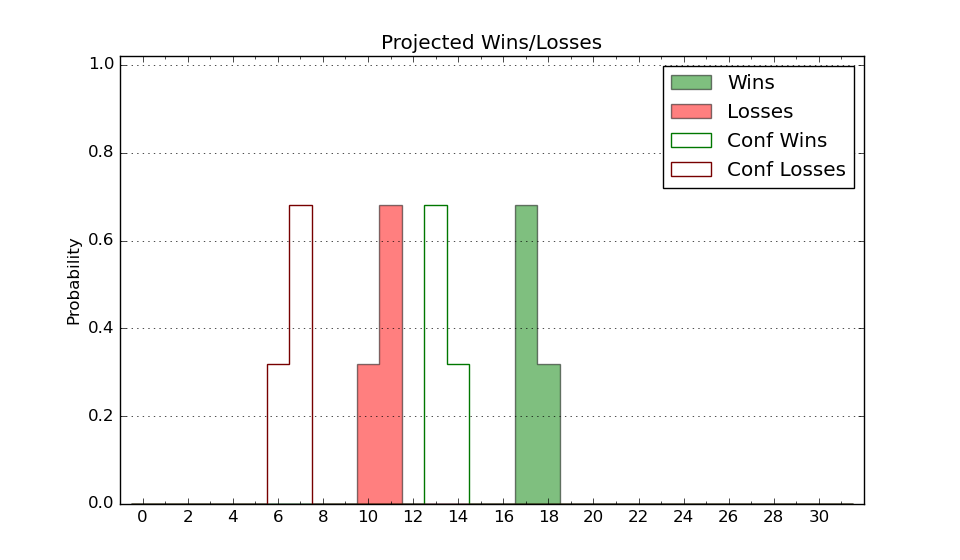 Projected Wins/Losses
1.0
0.8
0.6
0.4
0.2
0.0
Probability
Wins
Losses
Conf Wins
Conf Losses
0 2 4 6 8 10 12 14 16 18 20 22 24 26 28 30